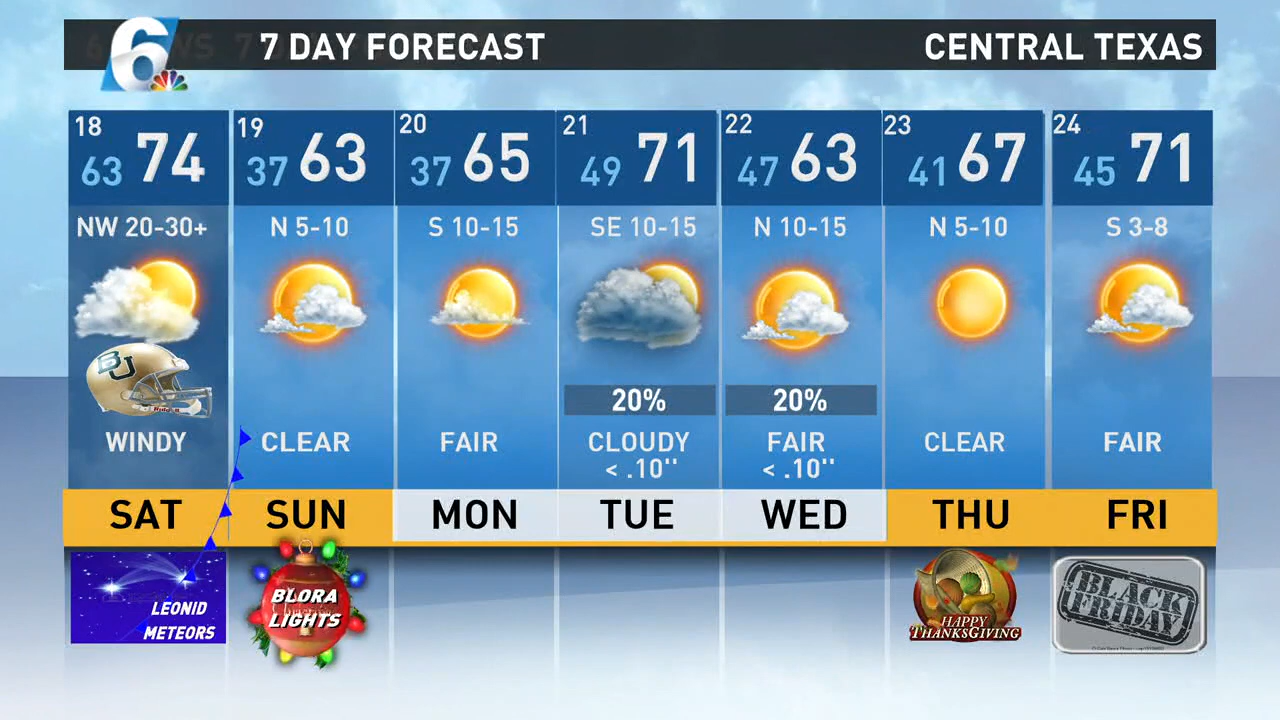 6 7 DAY FORECAST
CENTRAL TEXAS
18
63 74
NW 20-30+
BU
Riddell
WINDY
SAT
LEONID
METEORS
19
37 63
N 5-10
CLEAR
SUN
BLORA
LIGHTS
20
37 65
S 10-15
FAIR
MON
21
49 71
SE 10-15
20%
CLOUDY
< .10"
TUE
22
47 63
N 10-15
20%
FAIR
< .10"
WED
23
41 67
N 5-10
CLEAR
THU
HAPPY
THANKSGIVING
24
45 71
S 3-8
FAIR
FRI
BLACK
FRIDAY